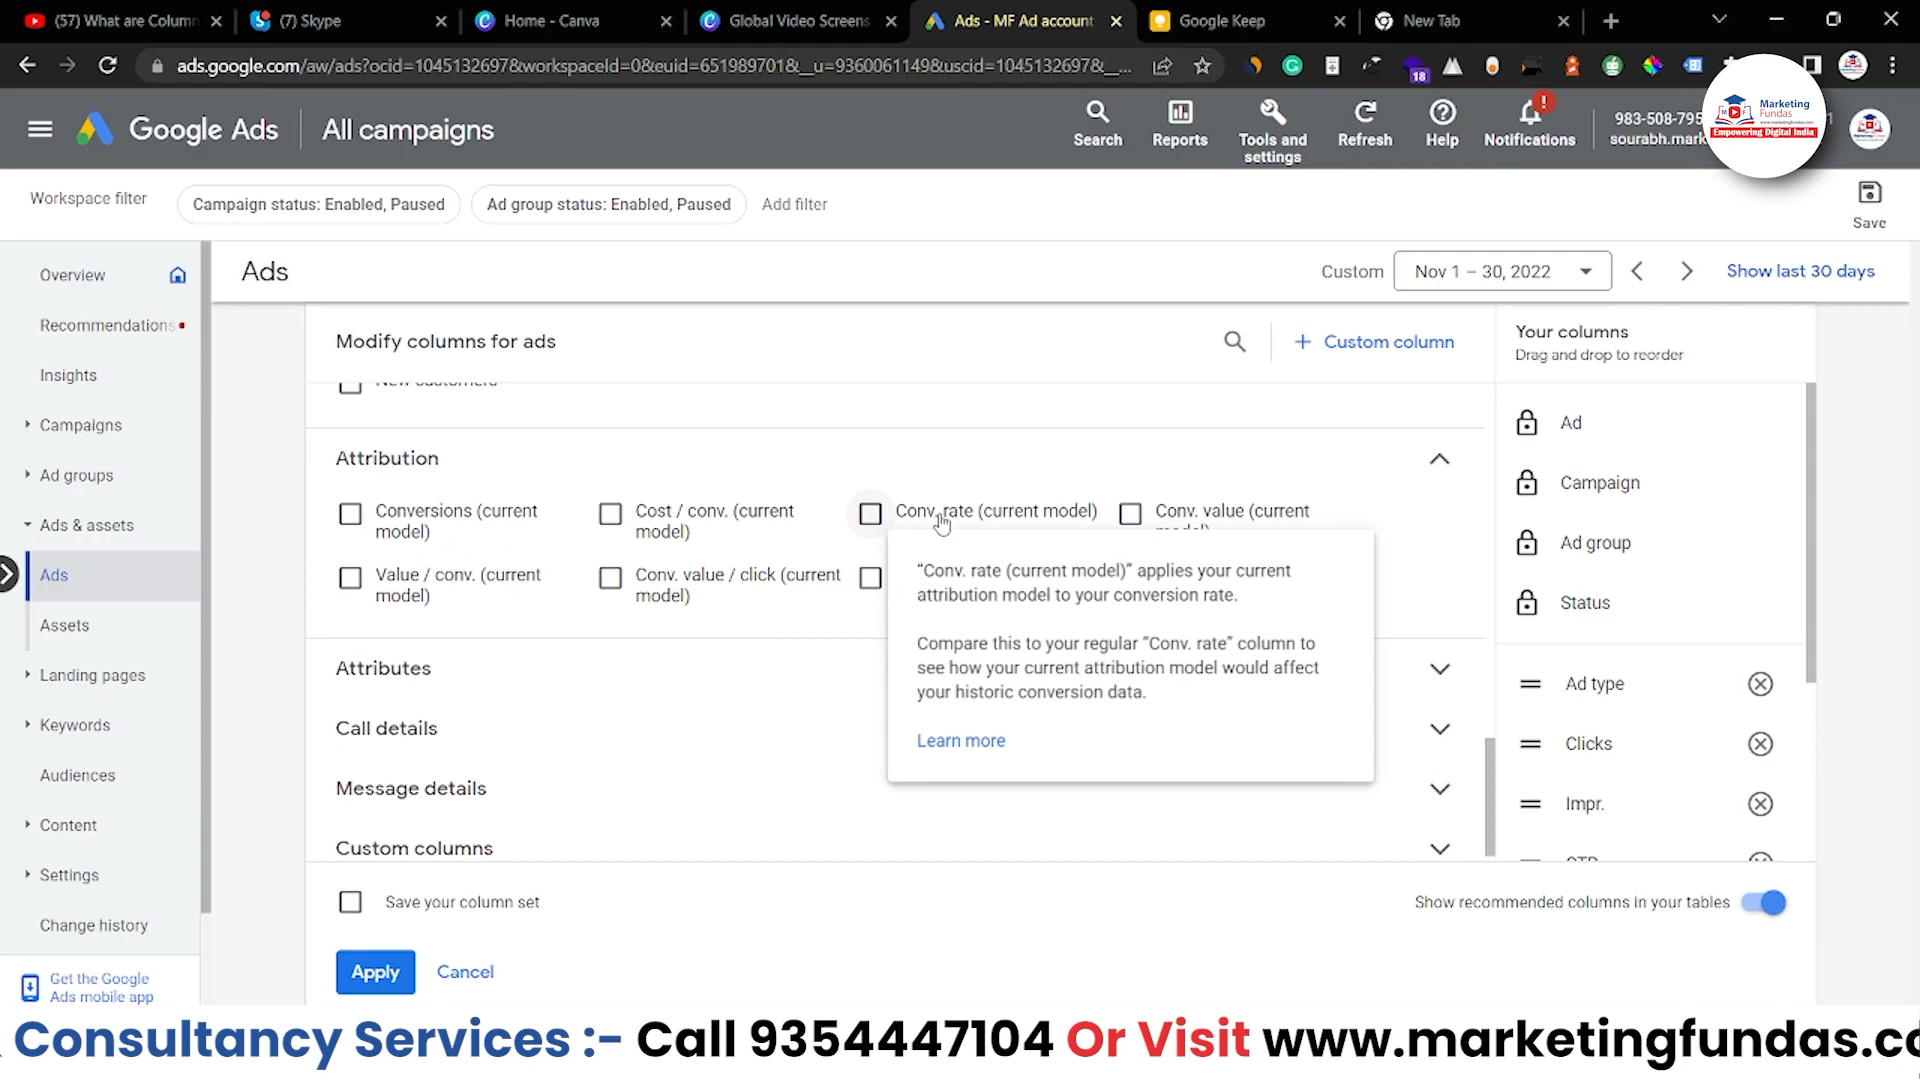 (57) What are Column
(7) Skype
Home - Canva
Global Video Screens
Ads - MF Ad account
Google Keep
New Tab
ads.google.com/aw/ads?ocid=1045132697&workspaceId=0&euid=651989701&__u=9360061149&uscid=1045132697&__...
18
Google Ads
All campaigns
Search
Reports
Tools and
settings
Refresh
Help
Notifications
983-508-795
sourabh.mark
Marketing
Fundas
www.marketingfundas.com
Empowering Digital India
Workspace filter
Campaign status: Enabled, Paused
Ad group status: Enabled, Paused
Add filter
Save
Overview
Recommendations
Insights
Campaigns
Ad groups
Ads & assets
Ads
Assets
Landing pages
Keywords
Audiences
Content
Settings
Change history
Get the Google
Ads mobile app
Ads
Custom
Nov 1 – 30, 2022
Show last 30 days
Modify columns for ads
Custom column
New customers
Attribution
Conversions (current
model)
Cost / conv. (current
model)
Conv. rate (current model)
Conv. value (current
model)
Value / conv. (current
model)
Conv. value / click (current
model)
“Conv. rate (current model)” applies your current
attribution model to your conversion rate.
Compare this to your regular “Conv. rate” column to
see how your current attribution model would affect
your historic conversion data.
Learn more
Attributes
Call details
Message details
Custom columns
Save your column set
Show recommended columns in your tables
Apply
Cancel
Your columns
Drag and drop to reorder
Ad
Campaign
Ad group
Status
Ad type
Clicks
Impr.
CTR
Consultancy Services :- Call 9354447104 Or Visit www.marketingfundas.co